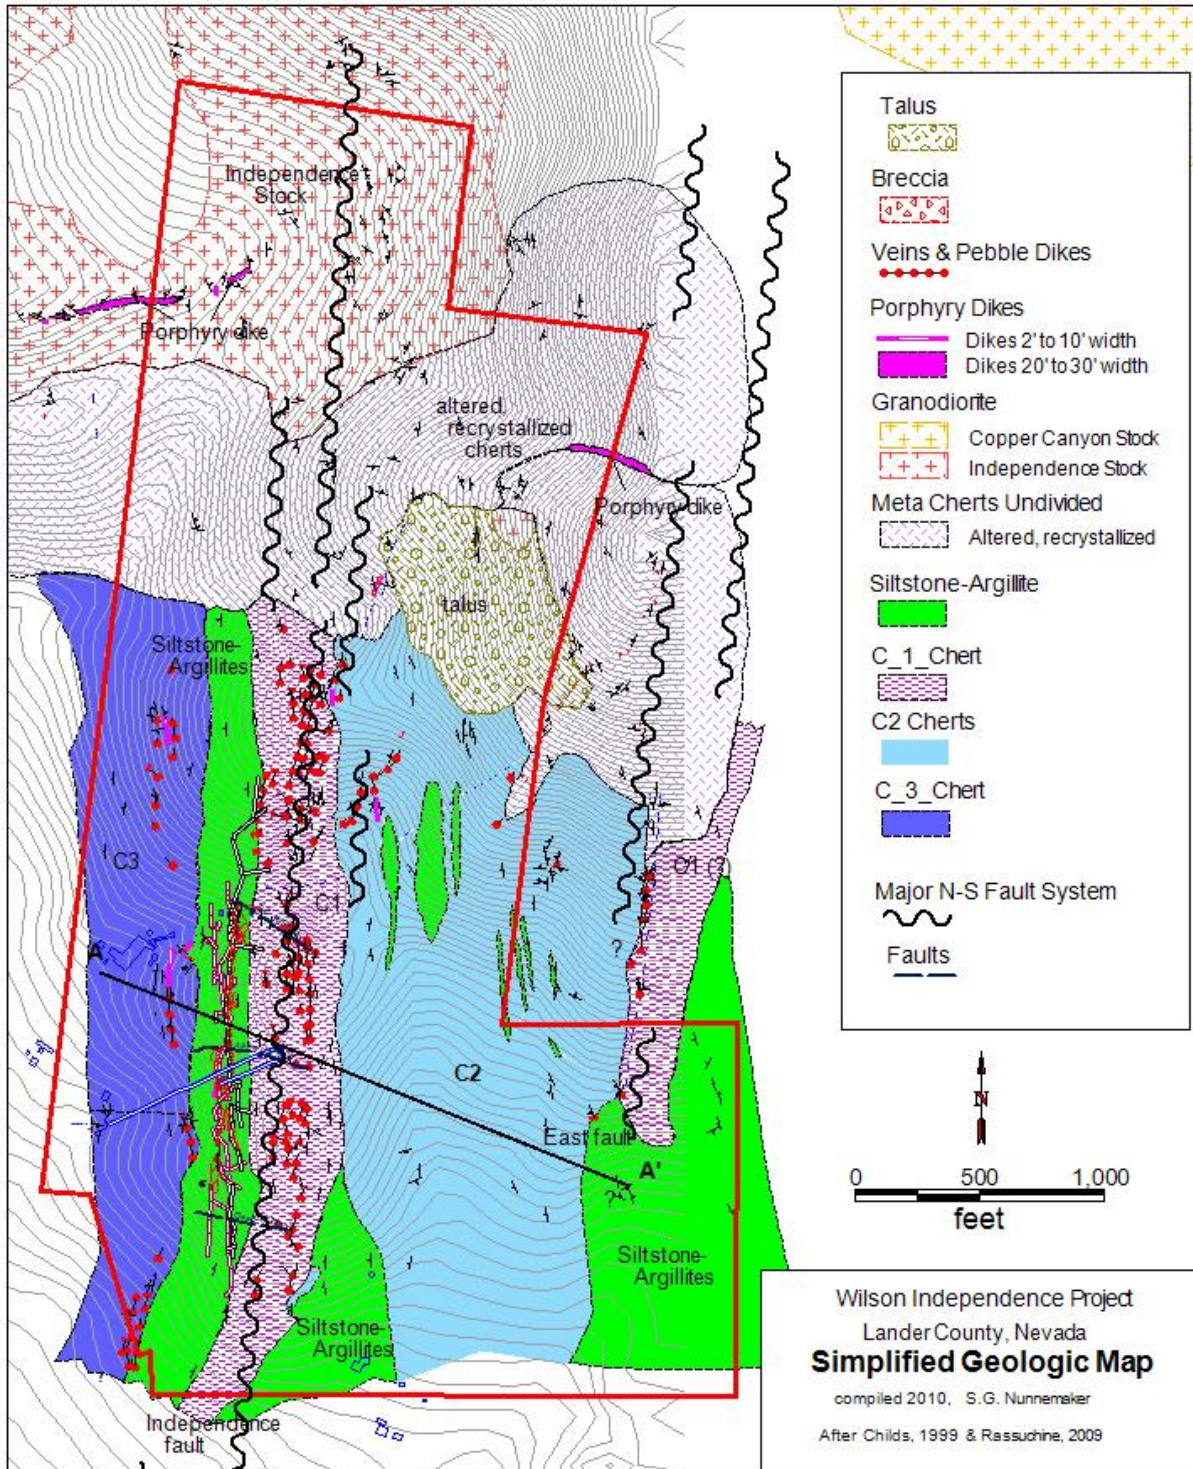 Independence
Stock
Porphyry dike
altered,
recrystallized
cherts
Porphyry dike
talus
Siltstone-
Argillites
C3
C1
C1 (?)
?
A
C2
East fault
A'
?
Siltstone-
Argillites
Siltstone-
Argillites
Independence
fault
Talus
Breccia
Veins & Pebble Dikes
Porphyry Dikes
Dikes 2' to 10' width
Dikes 20' to 30' width
Granodiorite
Copper Canyon Stock
Independence Stock
Meta Cherts Undivided
Altered, recrystallized
Siltstone-Argillite
C_1_Chert
C2 Cherts
C_3_Chert
Major N-S Fault System
Faults
N
0 500 1,000
feet
Wilson Independence Project
Lander County, Nevada
Simplified Geologic Map
compiled 2010, S.G. Nunnemaker
After Childs, 1999 & Rassuchine, 2009